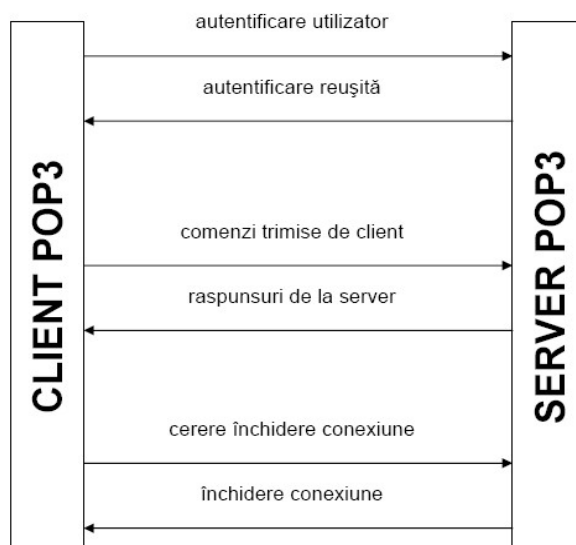 autentificare utilizator
autentificare reuşită
CLIENT POP3
SERVER POP3
comenzi trimise de client
raspunsuri de la server
cerere închidere conexiune
închidere conexiune